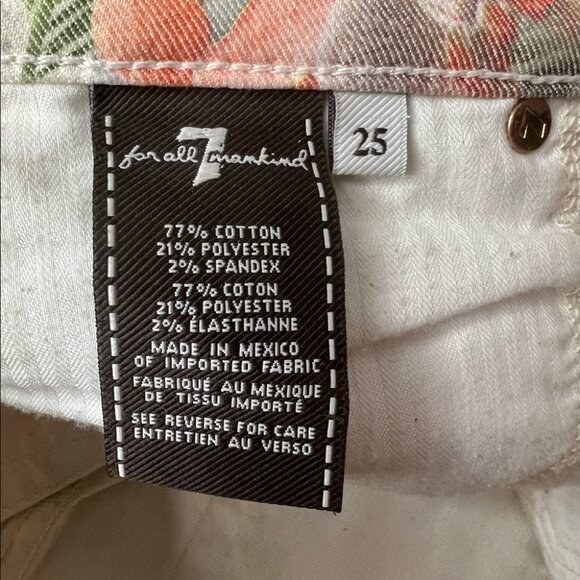 for all 7 mankind
25
77% COTTON
21% POLYESTER
2% SPANDEX
77% COTON
21% POLYESTER
2% ÉLASTHANNE
MADE IN MEXICO
OF IMPORTED FABRIC
FABRIQUÉ AU MEXIQUE
DE TISSU IMPORTÉ
SEE REVERSE FOR CARE
ENTRETIEN AU VERSO